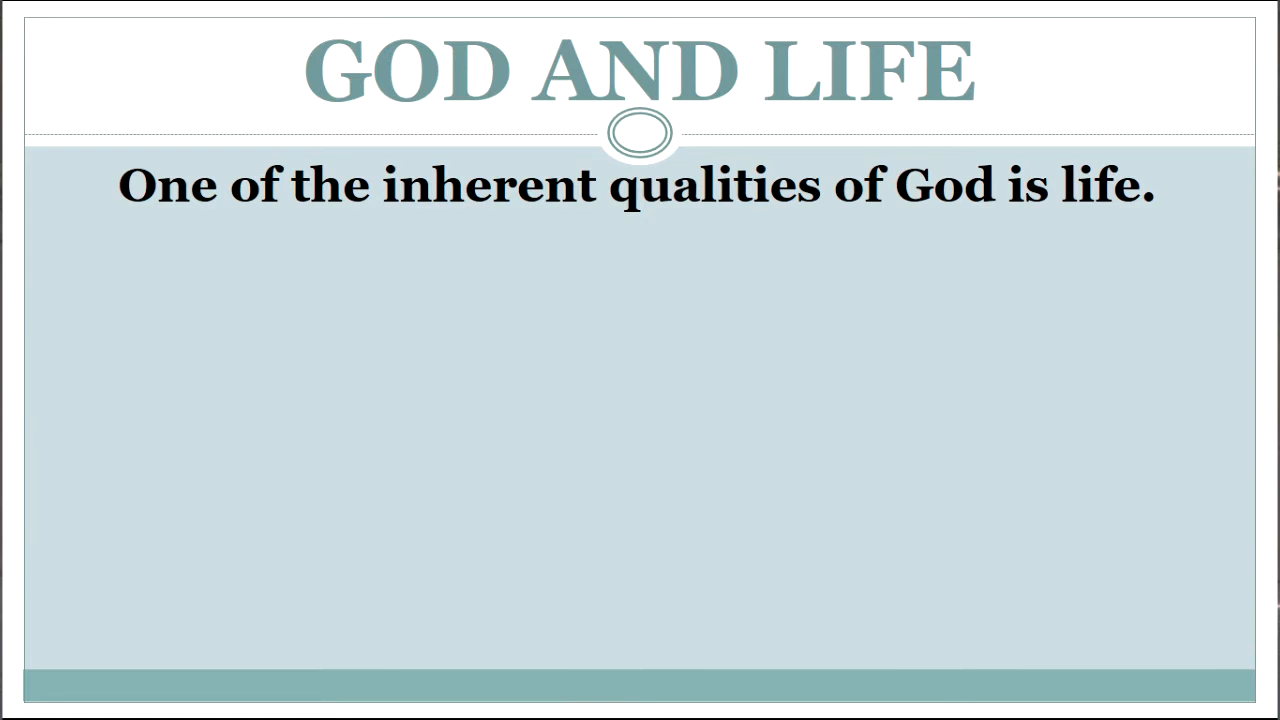 GOD AND LIFE
One of the inherent qualities of God is life.